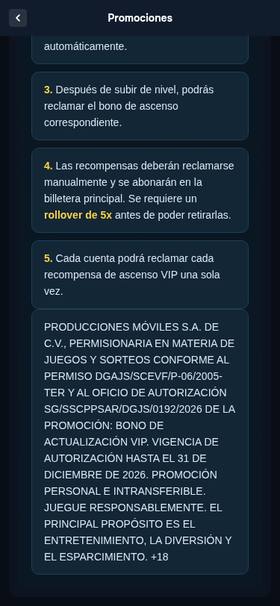 Promociones
automáticamente.
3. Después de subir de nivel, podrás
reclamar el bono de ascenso
correspondiente.
4. Las recompensas deberán reclamarse
manualmente y se abonarán en la
billetera principal. Se requiere un
rollover de 5x antes de poder retirarlas.
5. Cada cuenta podrá reclamar cada
recompensa de ascenso VIP una sola
vez.
PRODUCCIONES MÓVILES S.A. DE
C.V., PERMISIONARIA EN MATERIA DE
JUEGOS Y SORTEOS CONFORME AL
PERMISO DGAJS/SCEVF/P-06/2005-
TER Y AL OFICIO DE AUTORIZACIÓN
SG/SSCPPSAR/DGJS/0192/2026 DE LA
PROMOCIÓN: BONO DE
ACTUALIZACIÓN VIP. VIGENCIA DE
AUTORIZACIÓN HASTA EL 31 DE
DICIEMBRE DE 2026. PROMOCIÓN
PERSONAL E INTRANSFERIBLE.
JUEGUE RESPONSABLEMENTE. EL
PRINCIPAL PROPÓSITO ES EL
ENTRETENIMIENTO, LA DIVERSIÓN Y
EL ESPARCIMIENTO. +18